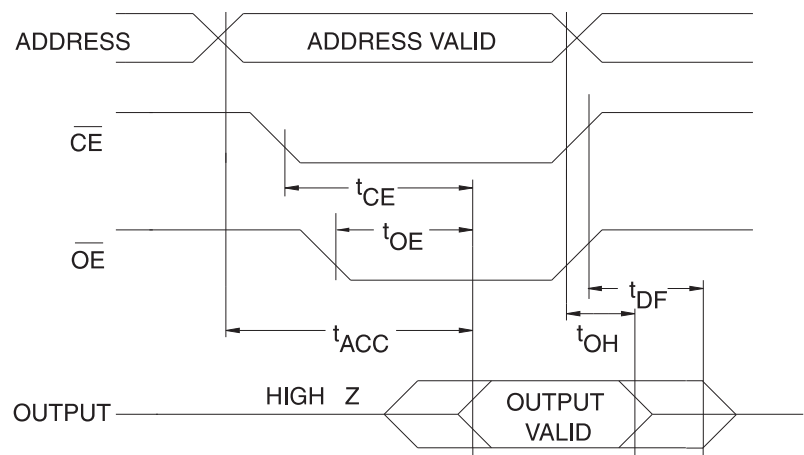 ADDRESS
ADDRESS VALID
CE
tCE
tOE
OE
tDF
tACC
tOH
HIGH Z
OUTPUT
OUTPUT
VALID